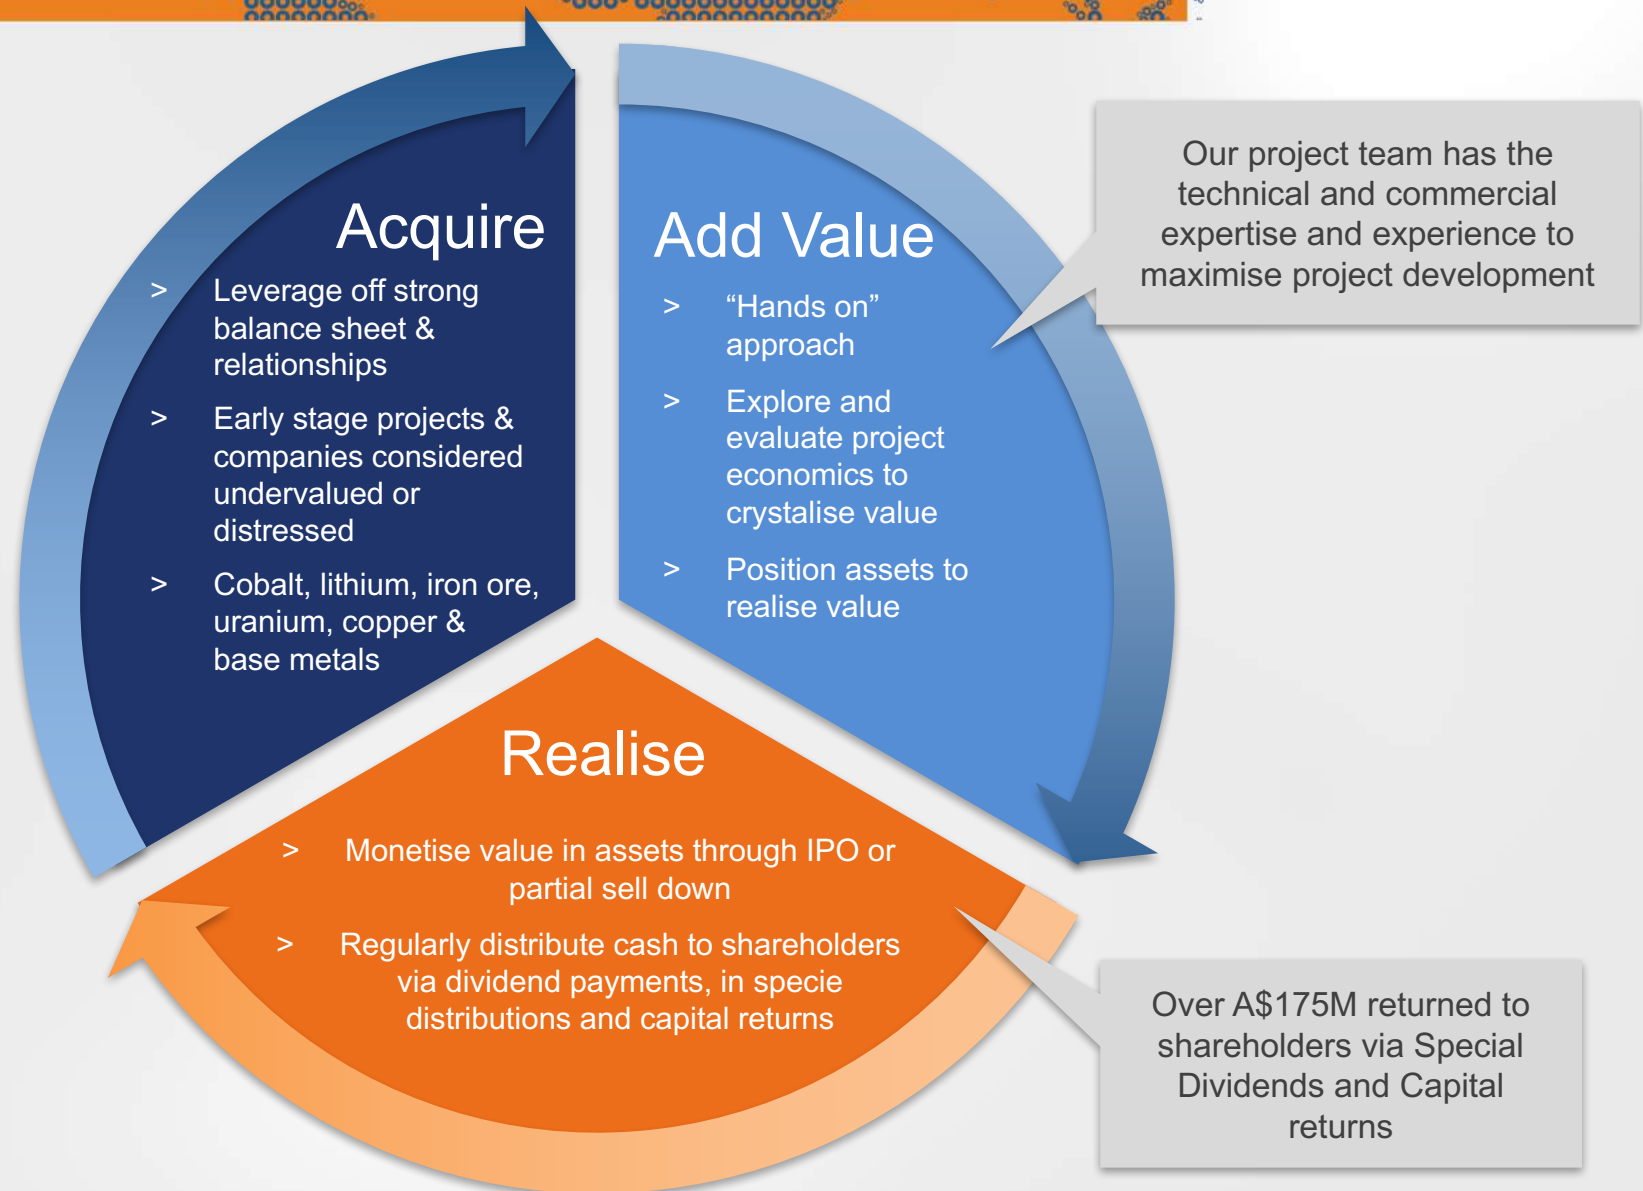 Acquire
> Leverage off strong
balance sheet &
relationships
> Early stage projects &
companies considered
undervalued or
distressed
> Cobalt, lithium, iron ore,
uranium, copper &
base metals
Add Value
> “Hands on”
approach
> Explore and
evaluate project
economics to
crystalise value
> Position assets to
realise value
Our project team has the
technical and commercial
expertise and experience to
maximise project development
Realise
> Monetise value in assets through IPO or
partial sell down
> Regularly distribute cash to shareholders
via dividend payments, in specie
distributions and capital returns
Over A$175M returned to
shareholders via Special
Dividends and Capital
returns